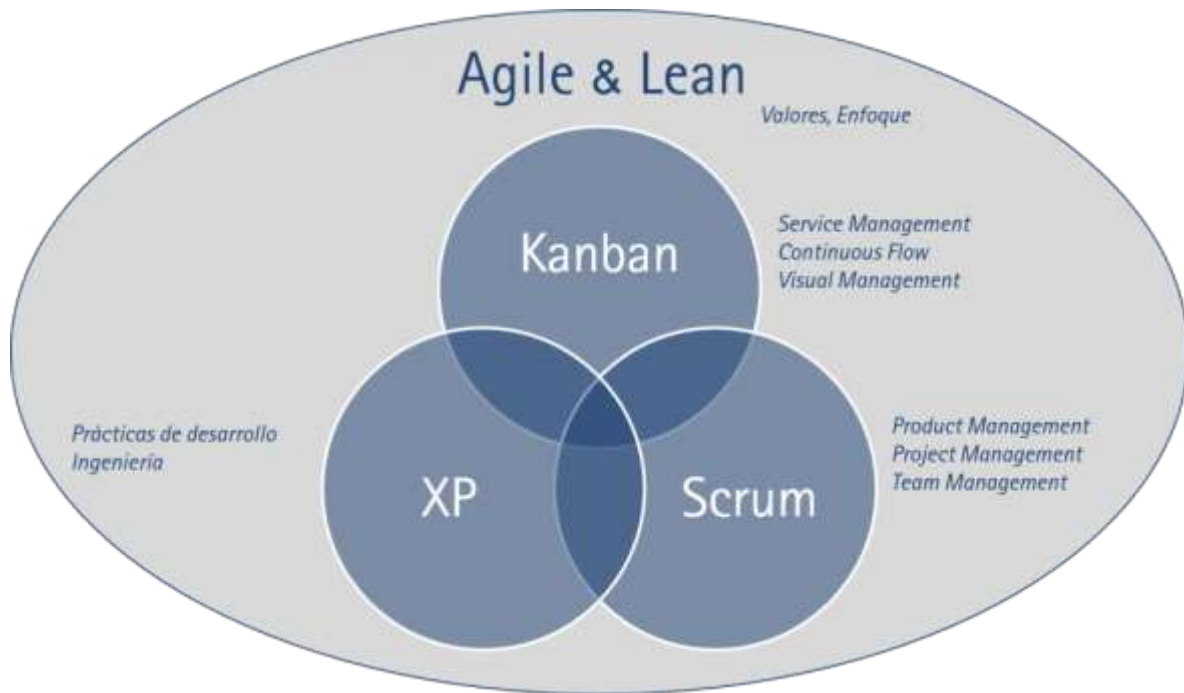 Agile & Lean
Valores, Enfoque
Kanban
Service Management
Continuous Flow
Visual Management
Prácticas de desarrollo
Ingeniería
XP
Scrum
Product Management
Project Management
Team Management